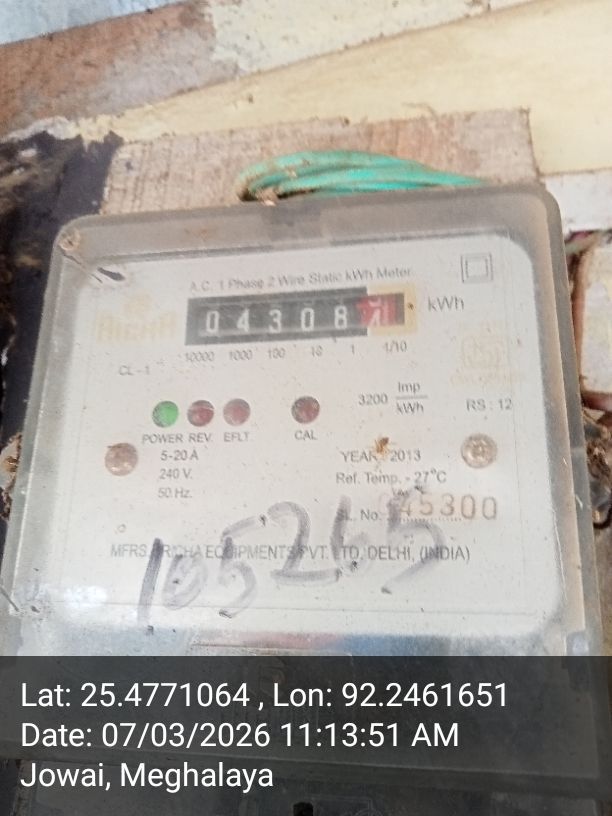 RICHA
A.C. 1 Phase 2 Wire Static kWh Meter
0 4 3 0 8 kWh
10000 1000 100 10 1 1/10
CL - 1
3200 Imp/kWh
RS : 12
POWER REV. EFLT. CAL
5-20 A
240 V.
50 Hz.
YEAR 2013
Ref. Temp. - 27°C
SL. No. 45300
MFRS. RICHA EQUIPMENTS PVT. LTD. DELHI, (INDIA)
105265
Lat: 25.4771064 , Lon: 92.2461651
Date: 07/03/2026 11:13:51 AM
Jowai, Meghalaya